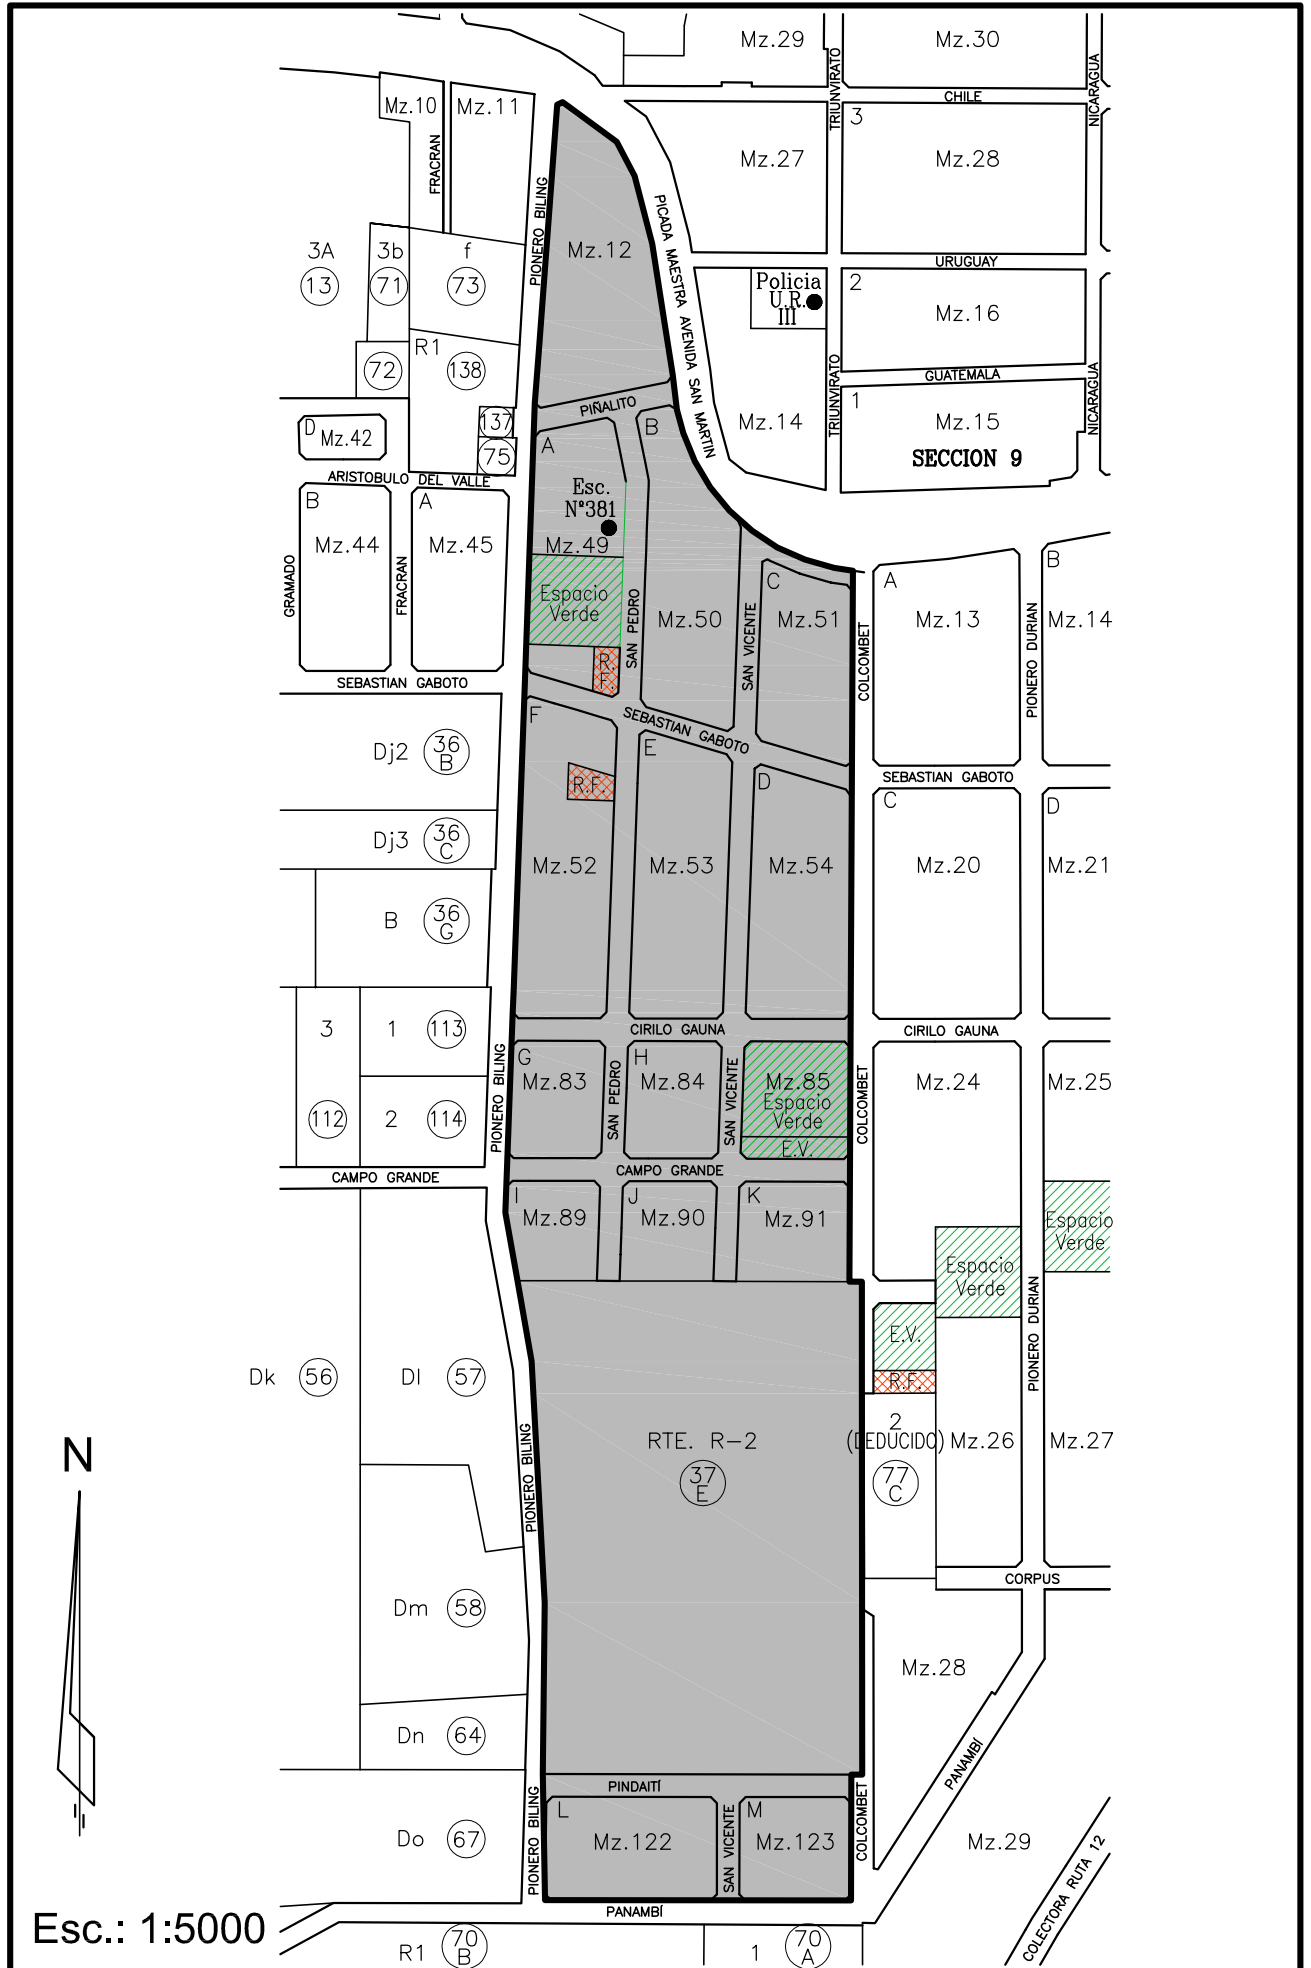 Mz.29
Mz.30
TRIUNVIRATO
NICARAGUA
CHILE
Mz.10
Mz.11
3
FRACRAN
Mz.27
Mz.28
PIONERO BILING
PICADA MAESTRA AVENIDA SAN MARTIN
Mz.12
3A
3b
f
13
71
73
URUGUAY
Policia
U.R.
III
2
Mz.16
R1
72
138
GUATEMALA
TRIUNVIRATO
NICARAGUA
1
PIÑALITO
137
Mz.14
Mz.15
D
Mz.42
B
A
75
SECCION 9
ARISTOBULO DEL VALLE
B
A
Esc.
Nº381
Mz.44
Mz.45
Mz.49
GRAMADO
FRACRAN
Espacio
Verde
C
A
B
Mz.50
Mz.51
Mz.13
Mz.14
SAN PEDRO
SAN VICENTE
COLCOMBET
PIONERO DURIAN
R.
F.
SEBASTIAN GABOTO
F
SEBASTIAN GABOTO
E
Dj2
36
B
R.F.
D
SEBASTIAN GABOTO
C
D
Dj3
36
C
Mz.52
Mz.53
Mz.54
Mz.20
Mz.21
B
36
G
3
1
113
CIRILO GAUNA
CIRILO GAUNA
G
H
Mz.83
Mz.84
Mz.85
Espacio
Verde
Mz.24
Mz.25
PIONERO BILING
SAN PEDRO
SAN VICENTE
COLCOMBET
112
2
114
E.V.
CAMPO GRANDE
CAMPO GRANDE
I
J
K
Mz.89
Mz.90
Mz.91
Espacio
Verde
Espacio
Verde
E.V.
PIONERO DURIAN
Dk
56
Dl
57
R.F.
RTE. R-2
37
E
2
(DEDUCIDO)
77
C
Mz.26
Mz.27
N
PIONERO BILING
CORPUS
Dm
58
Mz.28
Dn
64
PANAMBÍ
PINDAITÍ
PIONERO BILING
L
M
Do
67
Mz.122
SAN VICENTE
Mz.123
COLCOMBET
Mz.29
COLECTORA RUTA 12
PANAMBÍ
Esc.: 1:5000
R1
70
B
1
70
A